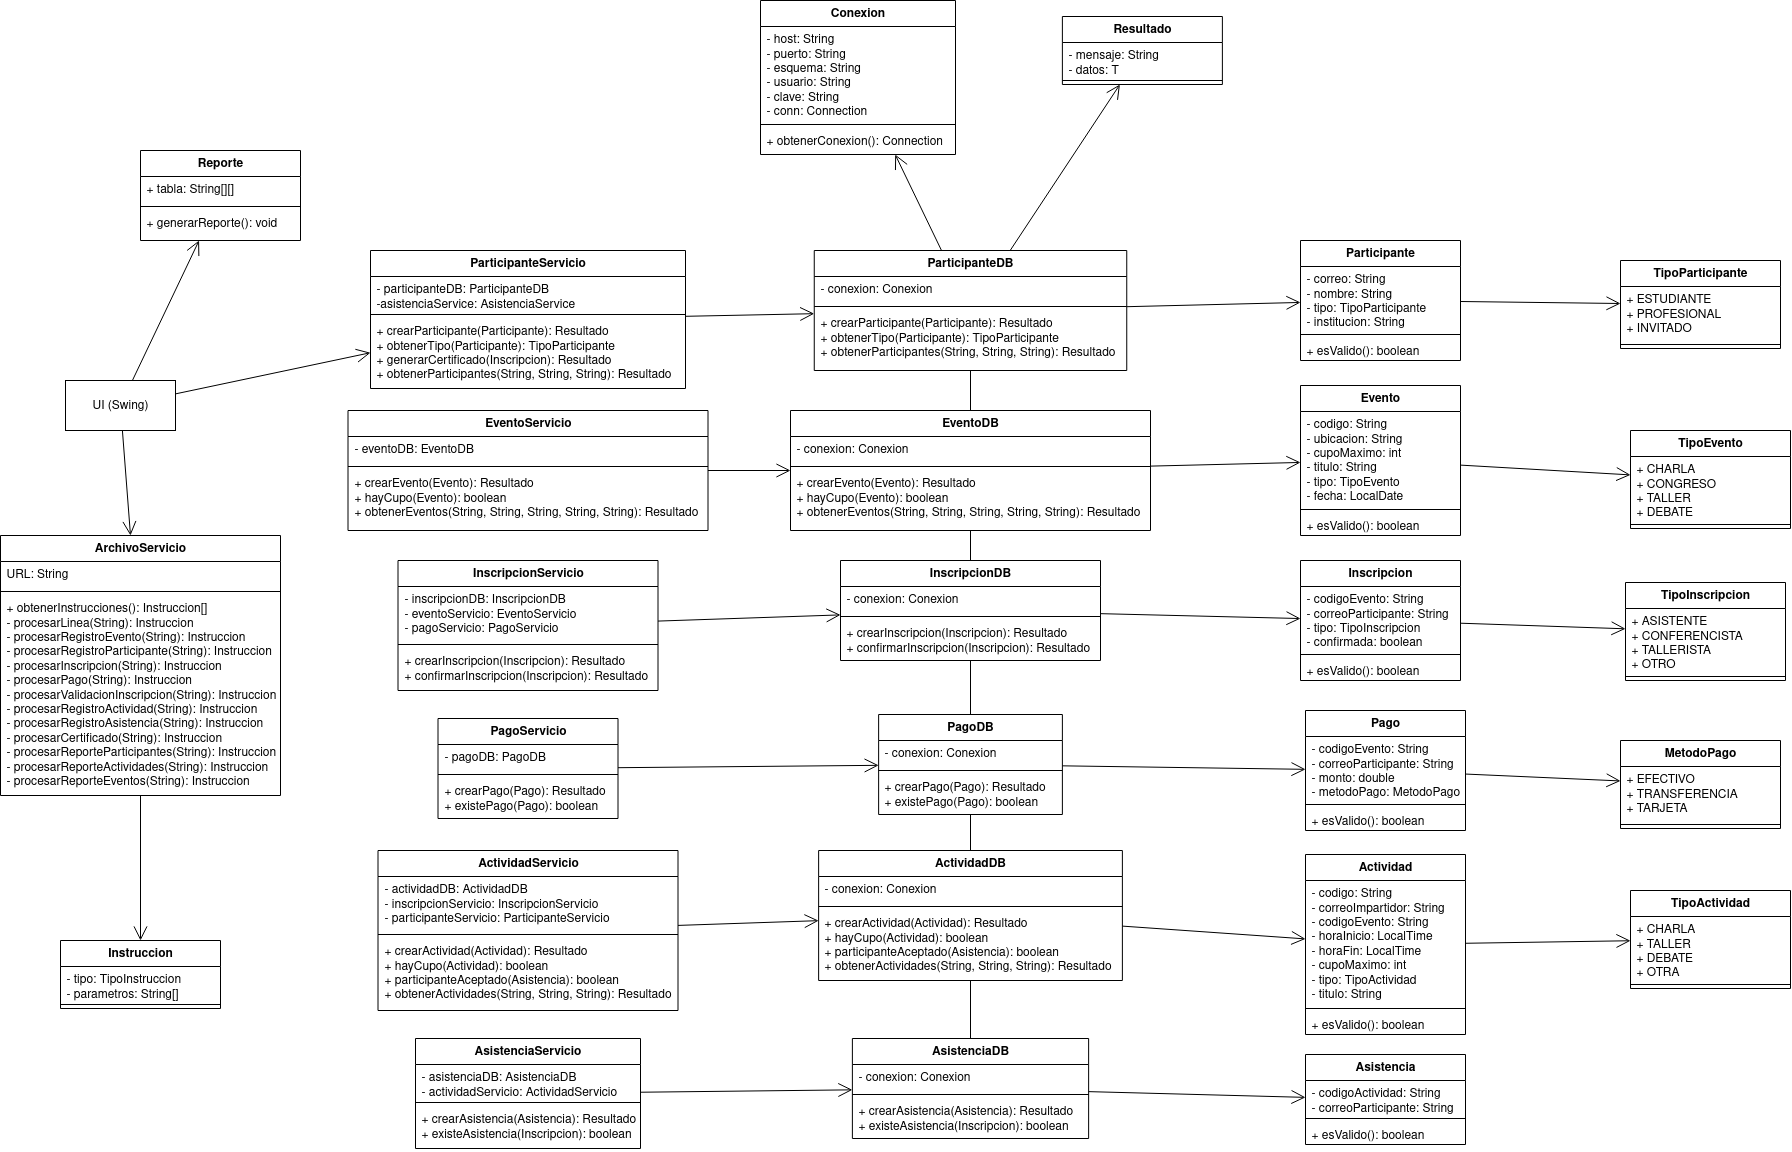 Conexion
- host: String
- puerto: String
- esquema: String
- usuario: String
- clave: String
- conn: Connection
+ obtenerConexion(): Connection
Resultado
- mensaje: String
- datos: T
Reporte
+ tabla: String[][]
+ generarReporte(): void
UI (Swing)
ParticipanteServicio
- participanteDB: ParticipanteDB
-asistenciaService: AsistenciaService
+ crearParticipante(Participante): Resultado
+ obtenerTipo(Participante): TipoParticipante
+ generarCertificado(Inscripcion): Resultado
+ obtenerParticipantes(String, String, String): Resultado
ParticipanteDB
- conexion: Conexion
+ crearParticipante(Participante): Resultado
+ obtenerTipo(Participante): TipoParticipante
+ obtenerParticipantes(String, String, String): Resultado
Participante
- correo: String
- nombre: String
- tipo: TipoParticipante
- institucion: String
+ esValido(): boolean
TipoParticipante
+ ESTUDIANTE
+ PROFESIONAL
+ INVITADO
EventoServicio
- eventoDB: EventoDB
+ crearEvento(Evento): Resultado
+ hayCupo(Evento): boolean
+ obtenerEventos(String, String, String, String, String): Resultado
EventoDB
- conexion: Conexion
+ crearEvento(Evento): Resultado
+ hayCupo(Evento): boolean
+ obtenerEventos(String, String, String, String, String): Resultado
Evento
- codigo: String
- ubicacion: String
- cupoMaximo: int
- titulo: String
- tipo: TipoEvento
- fecha: LocalDate
+ esValido(): boolean
TipoEvento
+ CHARLA
+ CONGRESO
+ TALLER
+ DEBATE
ArchivoServicio
URL: String
+ obtenerInstrucciones(): Instruccion[]
- procesarLinea(String): Instruccion
- procesarRegistroEvento(String): Instruccion
- procesarRegistroParticipante(String): Instruccion
- procesarInscripcion(String): Instruccion
- procesarPago(String): Instruccion
- procesarValidacionInscripcion(String): Instruccion
- procesarRegistroActividad(String): Instruccion
- procesarRegistroAsistencia(String): Instruccion
- procesarCertificado(String): Instruccion
- procesarReporteParticipantes(String): Instruccion
- procesarReporteActividades(String): Instruccion
- procesarReporteEventos(String): Instruccion
InscripcionServicio
- inscripcionDB: InscripcionDB
- eventoServicio: EventoServicio
- pagoServicio: PagoServicio
+ crearInscripcion(Inscripcion): Resultado
+ confirmarInscripcion(Inscripcion): Resultado
InscripcionDB
- conexion: Conexion
+ crearInscripcion(Inscripcion): Resultado
+ confirmarInscripcion(Inscripcion): Resultado
Inscripcion
- codigoEvento: String
- correoParticipante: String
- tipo: TipoInscripcion
- confirmada: boolean
+ esValido(): boolean
TipoInscripcion
+ ASISTENTE
+ CONFERENCISTA
+ TALLERISTA
+ OTRO
PagoServicio
- pagoDB: PagoDB
+ crearPago(Pago): Resultado
+ existePago(Pago): boolean
PagoDB
- conexion: Conexion
+ crearPago(Pago): Resultado
+ existePago(Pago): boolean
Pago
- codigoEvento: String
- correoParticipante: String
- monto: double
- metodoPago: MetodoPago
+ esValido(): boolean
MetodoPago
+ EFECTIVO
+ TRANSFERENCIA
+ TARJETA
ActividadServicio
- actividadDB: ActividadDB
- inscripcionServicio: InscripcionServicio
- participanteServicio: ParticipanteServicio
+ crearActividad(Actividad): Resultado
+ hayCupo(Actividad): boolean
+ participanteAceptado(Asistencia): boolean
+ obtenerActividades(String, String, String): Resultado
ActividadDB
- conexion: Conexion
+ crearActividad(Actividad): Resultado
+ hayCupo(Actividad): boolean
+ participanteAceptado(Asistencia): boolean
+ obtenerActividades(String, String, String): Resultado
Actividad
- codigo: String
- correoImpartidor: String
- codigoEvento: String
- horaInicio: LocalTime
- horaFin: LocalTime
- cupoMaximo: int
- tipo: TipoActividad
- titulo: String
+ esValido(): boolean
TipoActividad
+ CHARLA
+ TALLER
+ DEBATE
+ OTRA
Instruccion
- tipo: TipoInstruccion
- parametros: String[]
AsistenciaServicio
- asistenciaDB: AsistenciaDB
- actividadServicio: ActividadServicio
+ crearAsistencia(Asistencia): Resultado
+ existeAsistencia(Inscripcion): boolean
AsistenciaDB
- conexion: Conexion
+ crearAsistencia(Asistencia): Resultado
+ existeAsistencia(Inscripcion): boolean
Asistencia
- codigoActividad: String
- correoParticipante: String
+ esValido(): boolean